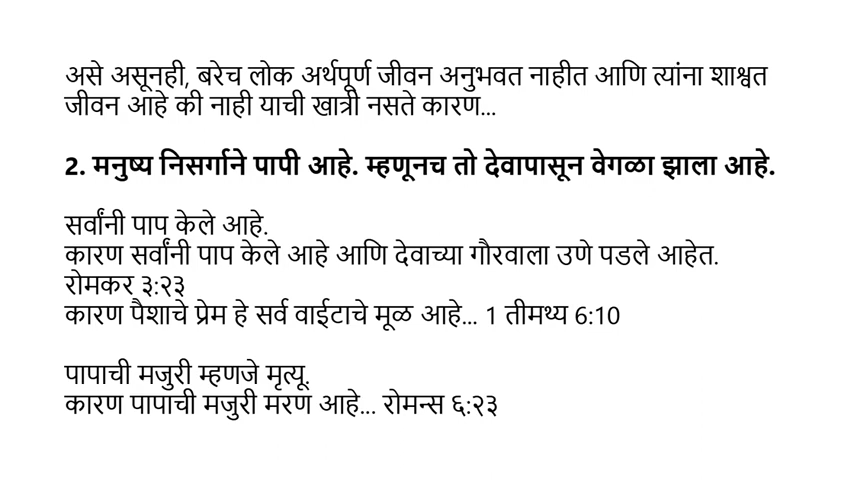 असे असूनही, बरेच लोक अर्थपूर्ण जीवन अनुभवत नाहीत आणि त्यांना शाश्वत
जीवन आहे की नाही याची खात्री नसते कारण...
2. मनुष्य निसर्गाने पापी आहे. म्हणूनच तो देवापासून वेगळा झाला आहे.
सर्वांनी पाप केले आहे.
कारण सर्वांनी पाप केले आहे आणि देवाच्या गौरवाला उणे पडले आहेत.
रोमकर ३:२३
कारण पैशाचे प्रेम हे सर्व वाईटाचे मूळ आहे... 1 तीमथ्य 6:10
पापाची मजुरी म्हणजे मृत्यू.
कारण पापाची मजुरी मरण आहे... रोमन्स ६:२३